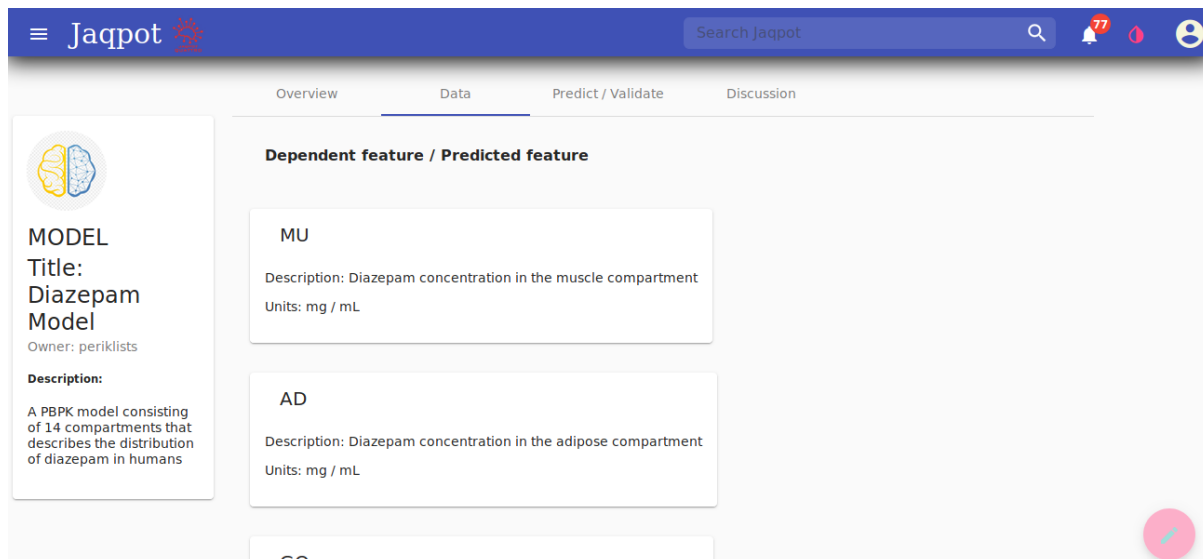 Jaqpot
Search Jaqpot
77
Overview
Data
Predict / Validate
Discussion
MODEL
Title:
Diazepam
Model
Owner: periklists
Description:
A PBPK model consisting
of 14 compartments that
describes the distribution
of diazepam in humans
Dependent feature / Predicted feature
MU
Description: Diazepam concentration in the muscle compartment
Units: mg / mL
AD
Description: Diazepam concentration in the adipose compartment
Units: mg / mL